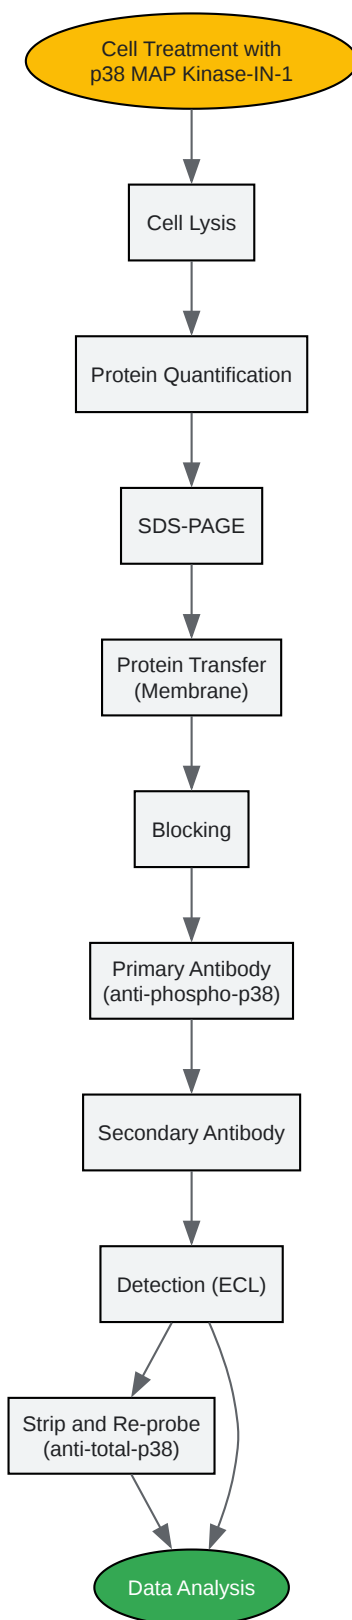 Cell Treatment with
p38 MAP Kinase-IN-1
Cell Lysis
Protein Quantification
SDS-PAGE
Protein Transfer
(Membrane)
Blocking
Primary Antibody
(anti-phospho-p38)
Secondary Antibody
Detection (ECL)
Strip and Re-probe
(anti-total-p38)
Data Analysis